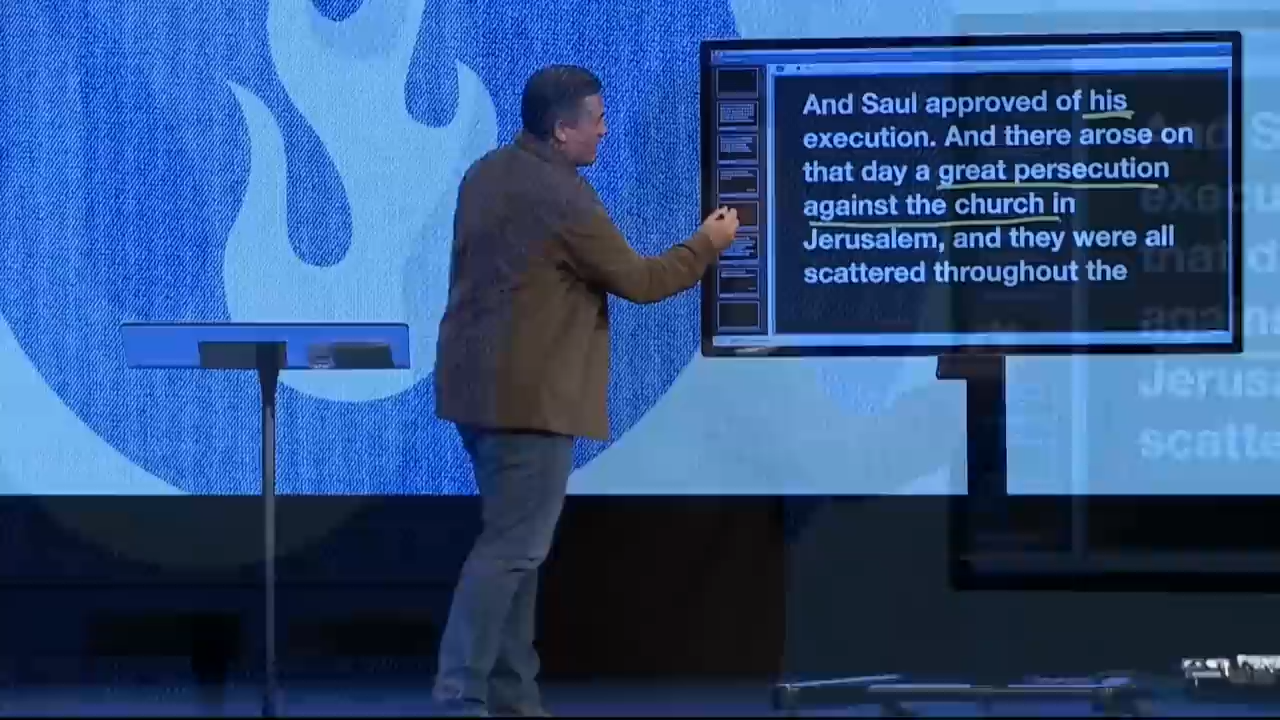 And Saul approved of his
execution. And there arose on
that day a great persecution
against the church in
Jerusalem, and they were all
scattered throughout the